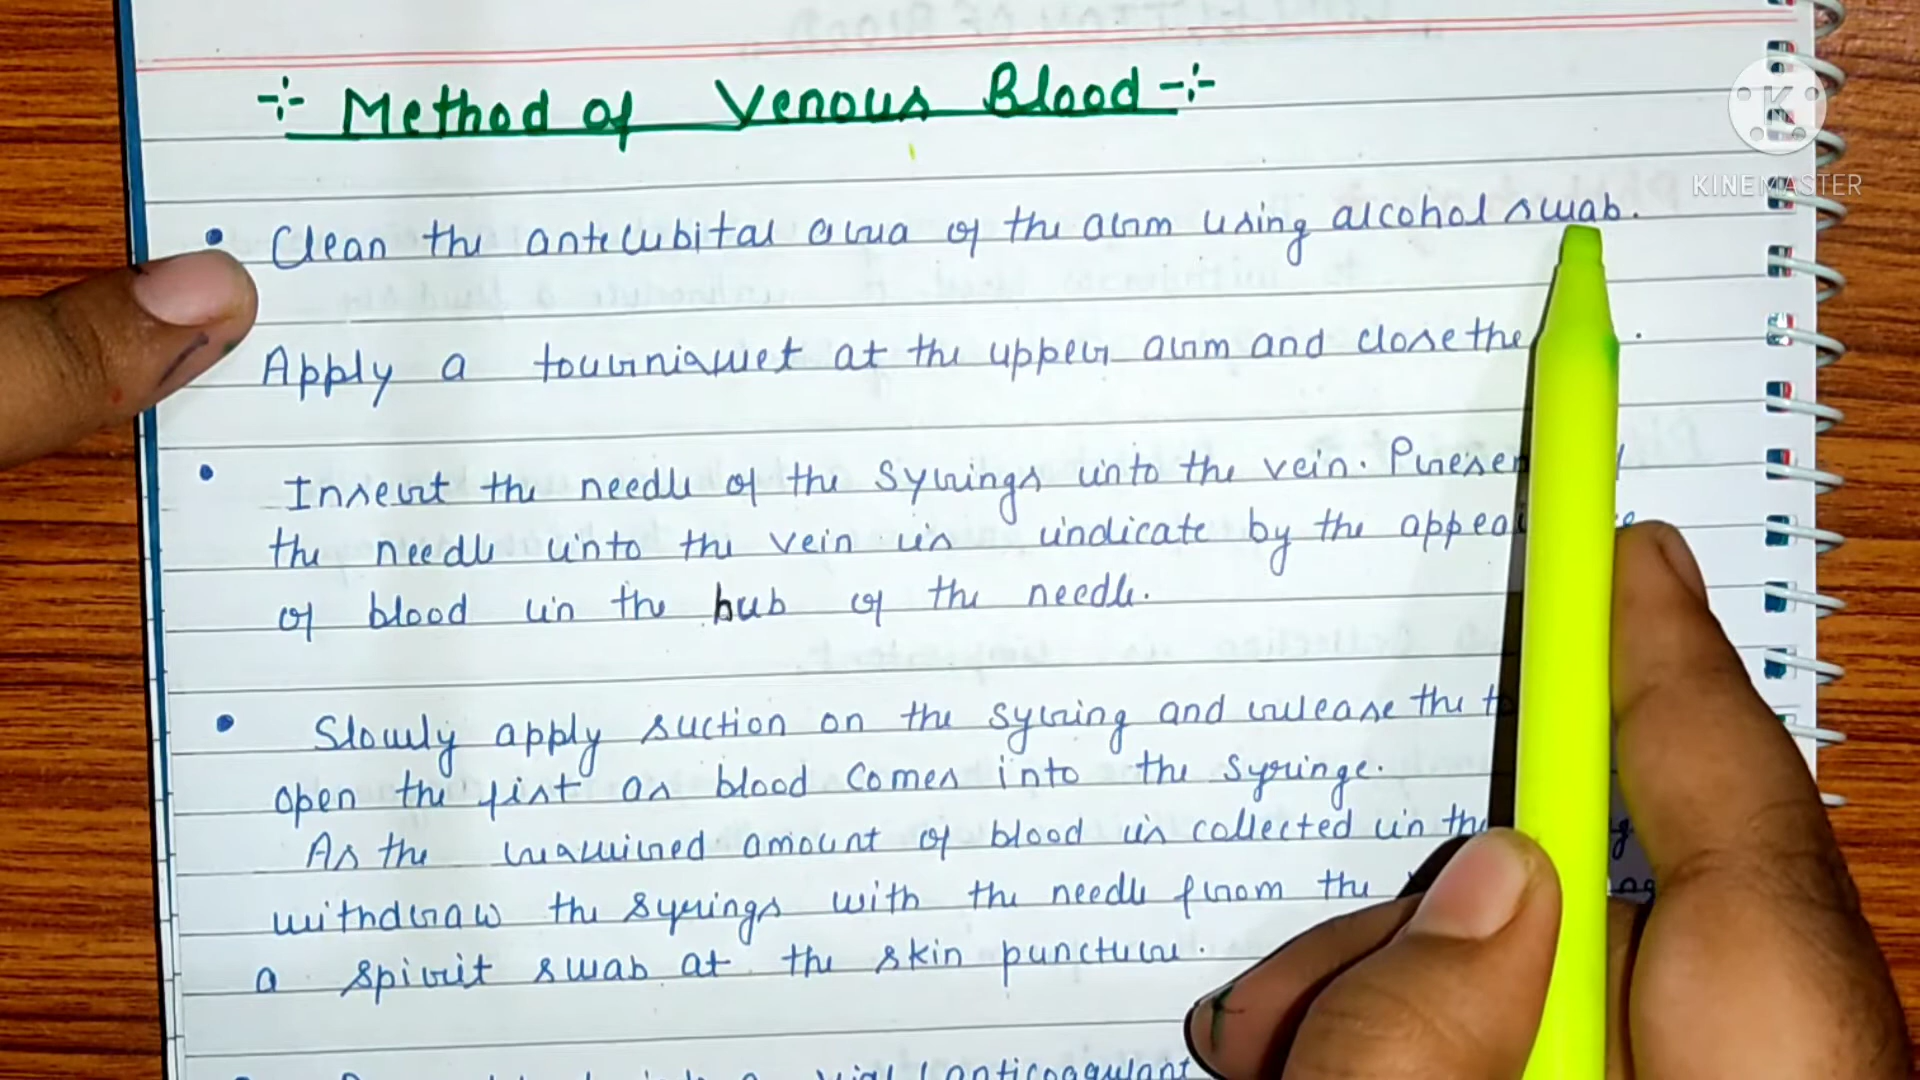 Method of Venous Blood
KINEMASTER
• Clean the antecubital area of the arm using alcohol swab.
Apply a tourniquet at the upper arm and close the
• Insert the needle of the Syrings into the vein.
the needle into the vein is indicate by the
of blood in the hub of the needle.
• Slowly apply suction on the syring and release the
open the fist as blood comes into the syringe.
As the required amount of blood is collected in the
withdraw the syrings with the needle from the
a spirit swab at the skin puncture.
vial (anticoagulant